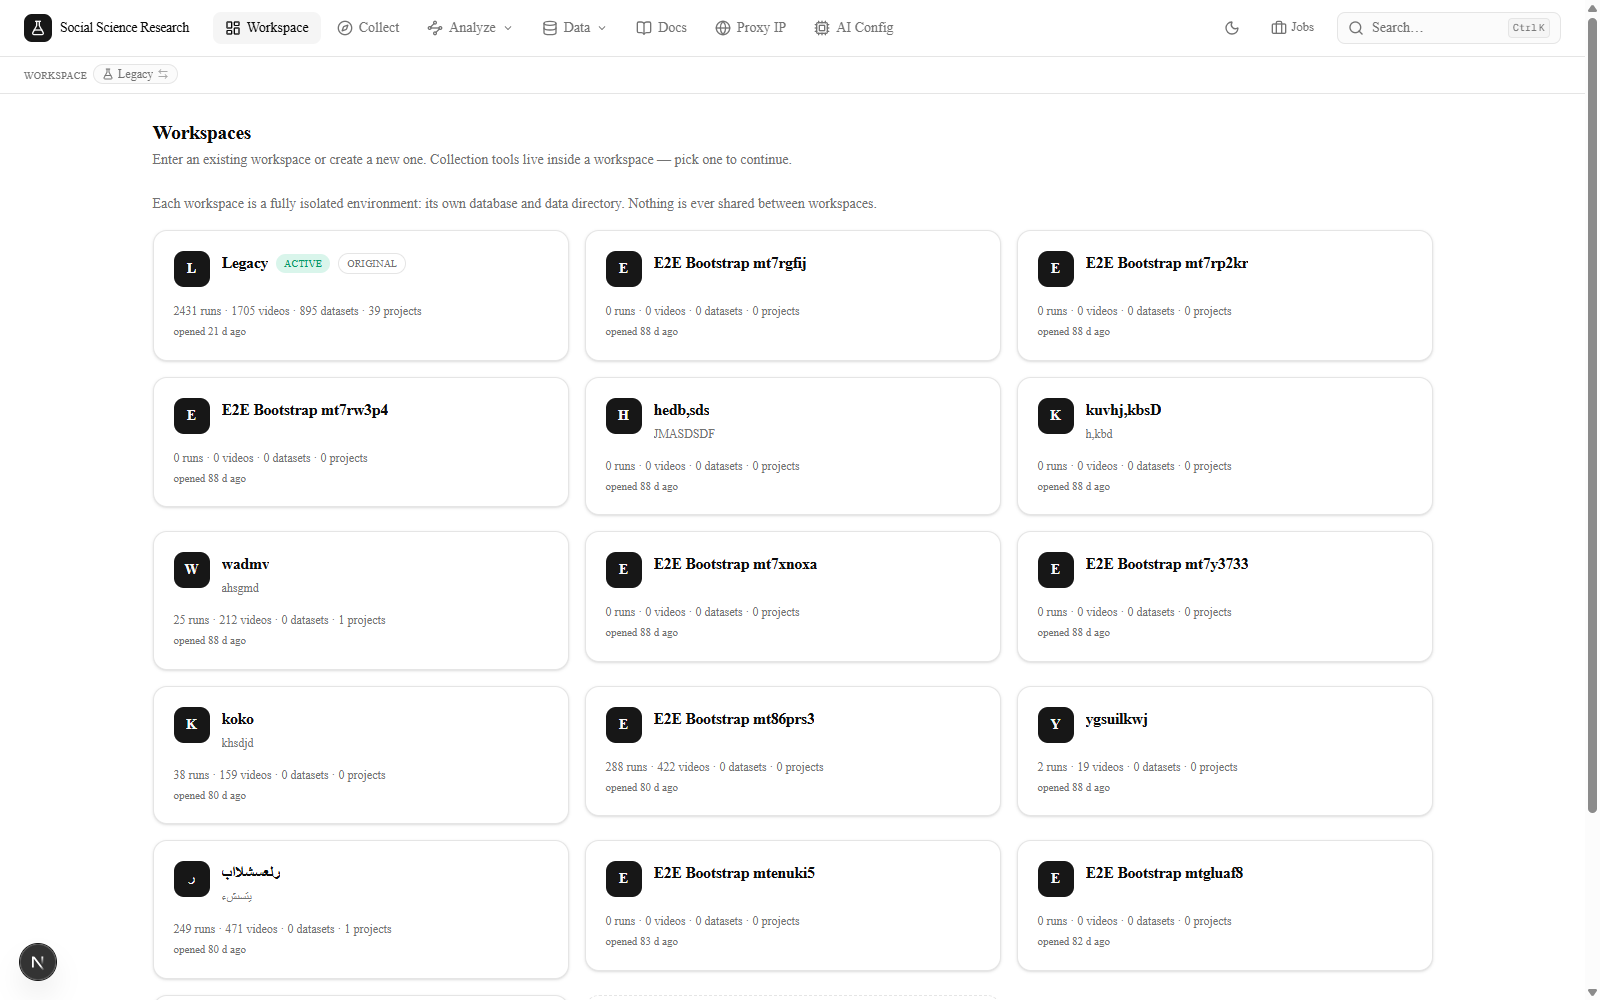 Social Science Research Workspace Collect Analyze Data Docs Proxy IP AI Config Jobs Search… Ctrl K
WORKSPACE Legacy
Workspaces
Enter an existing workspace or create a new one. Collection tools live inside a workspace — pick one to continue.
Each workspace is a fully isolated environment: its own database and data directory. Nothing is ever shared between workspaces.
L Legacy ACTIVE ORIGINAL
2431 runs · 1705 videos · 895 datasets · 39 projects
opened 21 d ago
E E2E Bootstrap mt7rgfij
0 runs · 0 videos · 0 datasets · 0 projects
opened 88 d ago
E E2E Bootstrap mt7rp2kr
0 runs · 0 videos · 0 datasets · 0 projects
opened 88 d ago
E E2E Bootstrap mt7rw3p4
0 runs · 0 videos · 0 datasets · 0 projects
opened 88 d ago
H hedb,sds
JMASDSDF
0 runs · 0 videos · 0 datasets · 0 projects
opened 88 d ago
K kuvhj,kbsD
h,kbd
0 runs · 0 videos · 0 datasets · 0 projects
opened 88 d ago
W wadmv
ahsgmd
25 runs · 212 videos · 0 datasets · 1 projects
opened 88 d ago
E E2E Bootstrap mt7xnoxa
0 runs · 0 videos · 0 datasets · 0 projects
opened 88 d ago
E E2E Bootstrap mt7y3733
0 runs · 0 videos · 0 datasets · 0 projects
opened 88 d ago
K koko
khsdjd
38 runs · 159 videos · 0 datasets · 0 projects
opened 80 d ago
E E2E Bootstrap mt86prs3
288 runs · 422 videos · 0 datasets · 0 projects
opened 80 d ago
Y ygsuilkwj
2 runs · 19 videos · 0 datasets · 0 projects
opened 88 d ago
ر
249 runs · 471 videos · 0 datasets · 1 projects
opened 80 d ago
E E2E Bootstrap mtenuki5
0 runs · 0 videos · 0 datasets · 0 projects
opened 83 d ago
E E2E Bootstrap mtgluaf8
0 runs · 0 videos · 0 datasets · 0 projects
opened 82 d ago
N